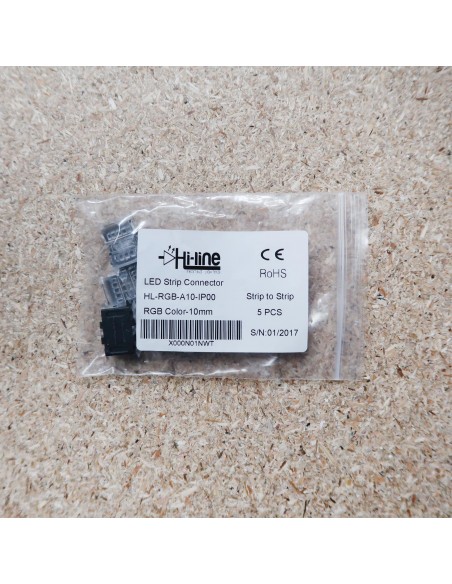 Hi-line
CE
RoHS
LED Strip Connector
HL-RGB-A10-IP00
Strip to Strip
RGB Color-10mm
5 PCS
S/N:01/2017
X000N01NWT